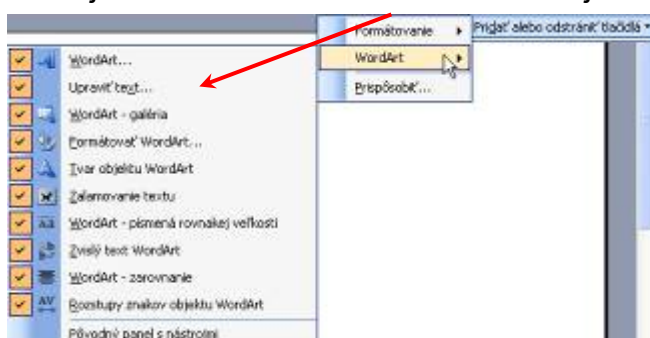 Formátovanie
Pridať alebo odstrániť tlačidlá
WordArt
Prispôsobiť...
WordArt...
Upraviť text...
WordArt - galéria
Formátovať WordArt...
Tvar objektu WordArt
Zalamovanie textu
WordArt - písmená rovnakej veľkosti
Zvislý text WordArt
WordArt - zarovnanie
Rozstupy znakov objektu WordArt
Pôvodný panel s nástrojmi